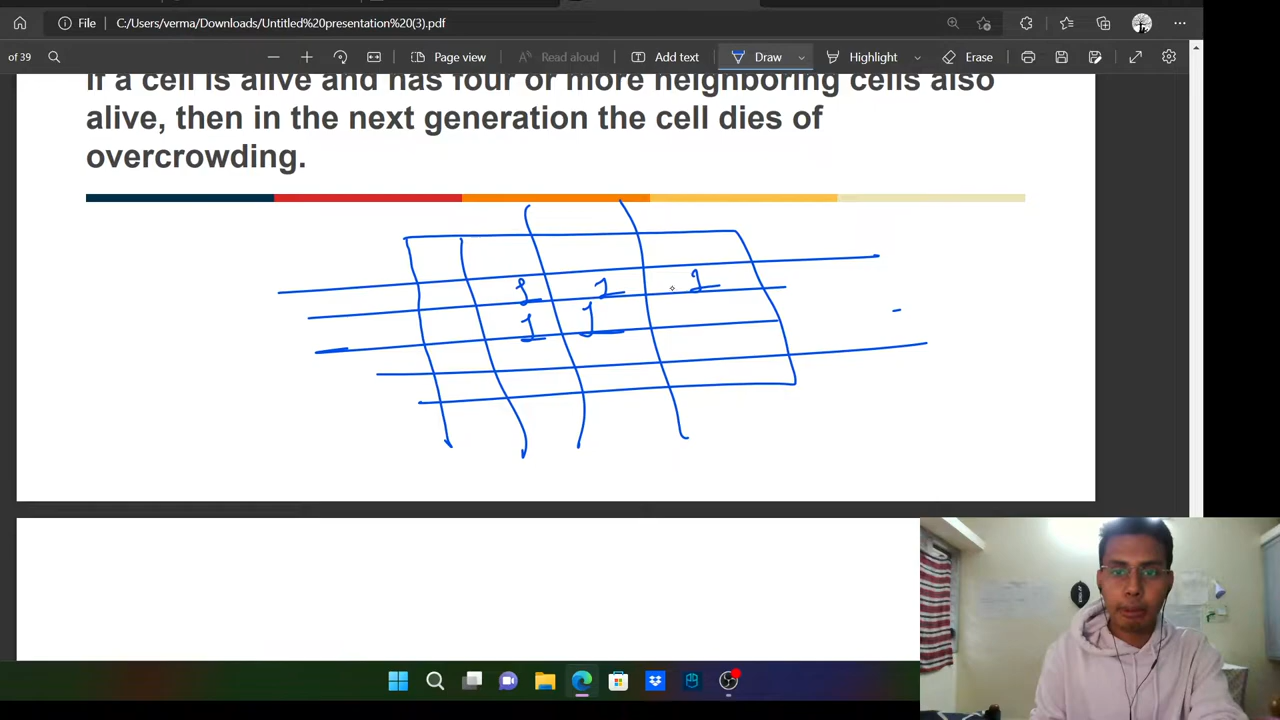 File C:/Users/verma/Downloads/Untitled%20presentation%20(3).pdf
of 39 Page view Read aloud Add text Draw Highlight Erase
If a cell is alive and has four or more neighboring cells also
alive, then in the next generation the cell dies of
overcrowding.
1 1 1
1 1